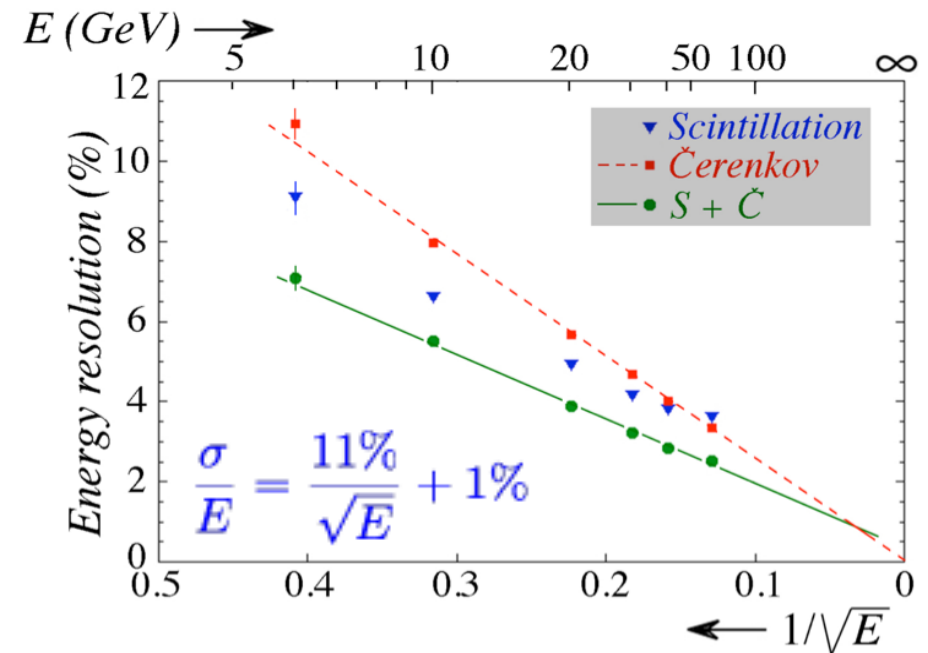 E (GeV)
5 10 20 50 100 ∞
12
10
8
6
4
2
0
Energy resolution (%)
Scintillation
Čerenkov
S + Č
σ/E = 11%/√E + 1%
0.5 0.4 0.3 0.2 0.1 0
1/√E